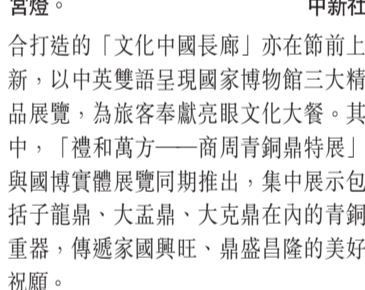 宮燈。 中新社
合打造的「文化中國長廊」亦在節前上
新，以中英雙語呈現國家博物館三大精
品展覽，為旅客奉獻亮眼文化大餐。其
中，「禮和萬方——商周青銅鼎特展」
與國博實體展覽同期推出，集中展示包
括子龍鼎、大盂鼎、大克鼎在內的青銅
重器，傳遞家國興旺、鼎盛昌隆的美好
祝願。